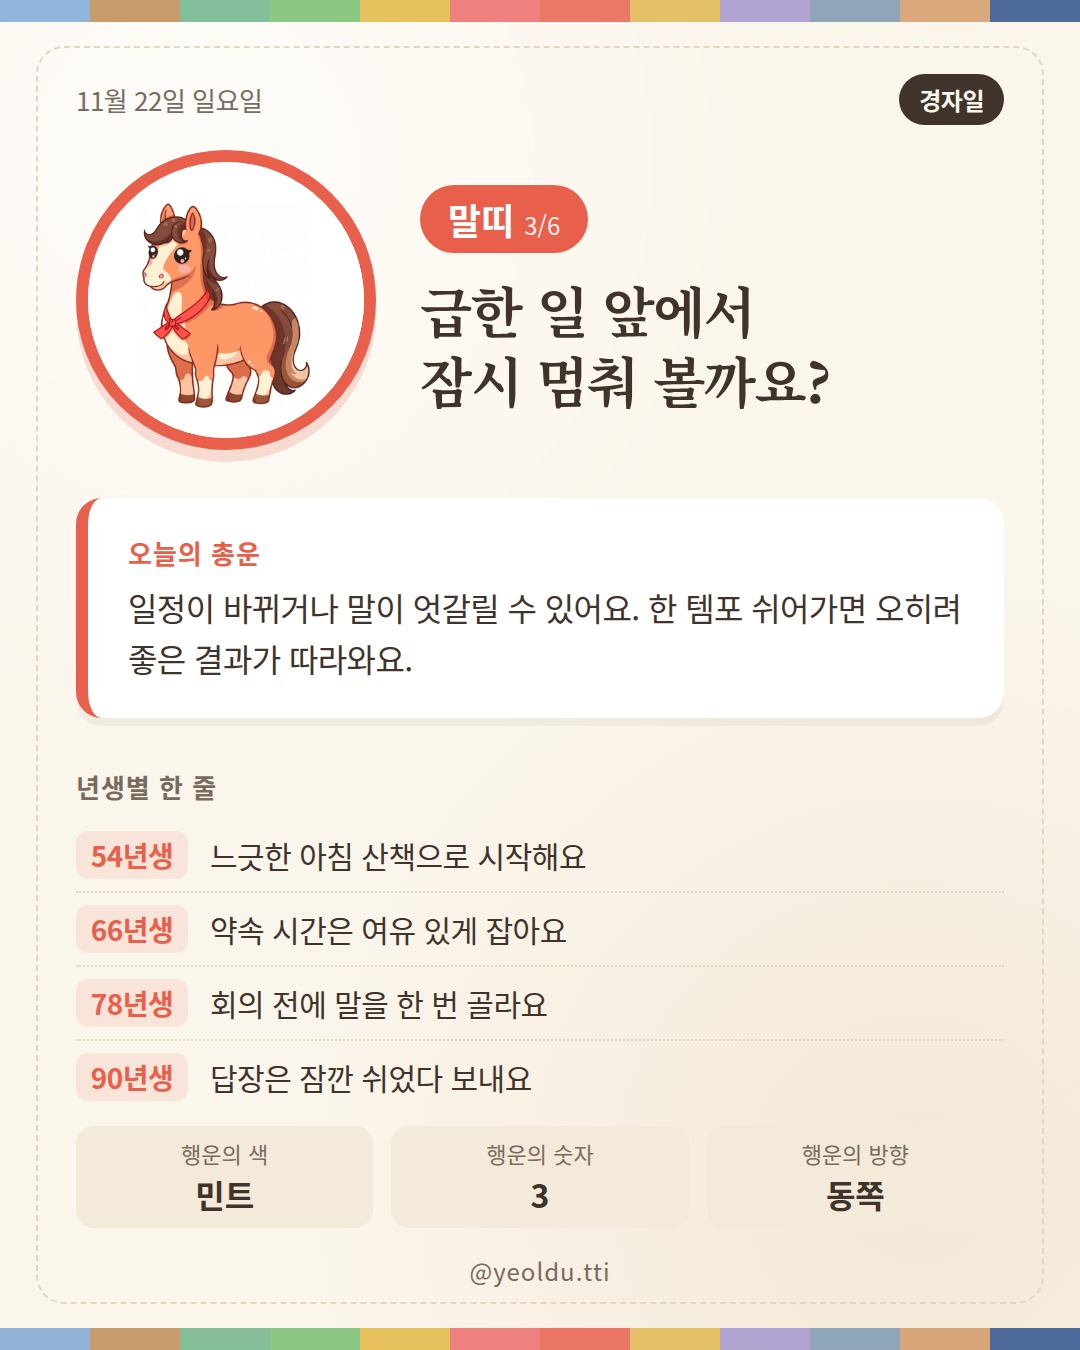 11월 22일 일요일
경자일
말띠 3/6
급한 일 앞에서
잠시 멈춰 볼까요?
오늘의 총운
일정이 바뀌거나 말이 엇갈릴 수 있어요. 한 템포 쉬어가면 오히려
좋은 결과가 따라와요.
년생별 한 줄
54년생 느긋한 아침 산책으로 시작해요
66년생 약속 시간은 여유 있게 잡아요
78년생 회의 전에 말을 한 번 골라요
90년생 답장은 잠깐 쉬었다 보내요
행운의 색
민트
행운의 숫자
3
행운의 방향
동쪽
@yeoldu.tti